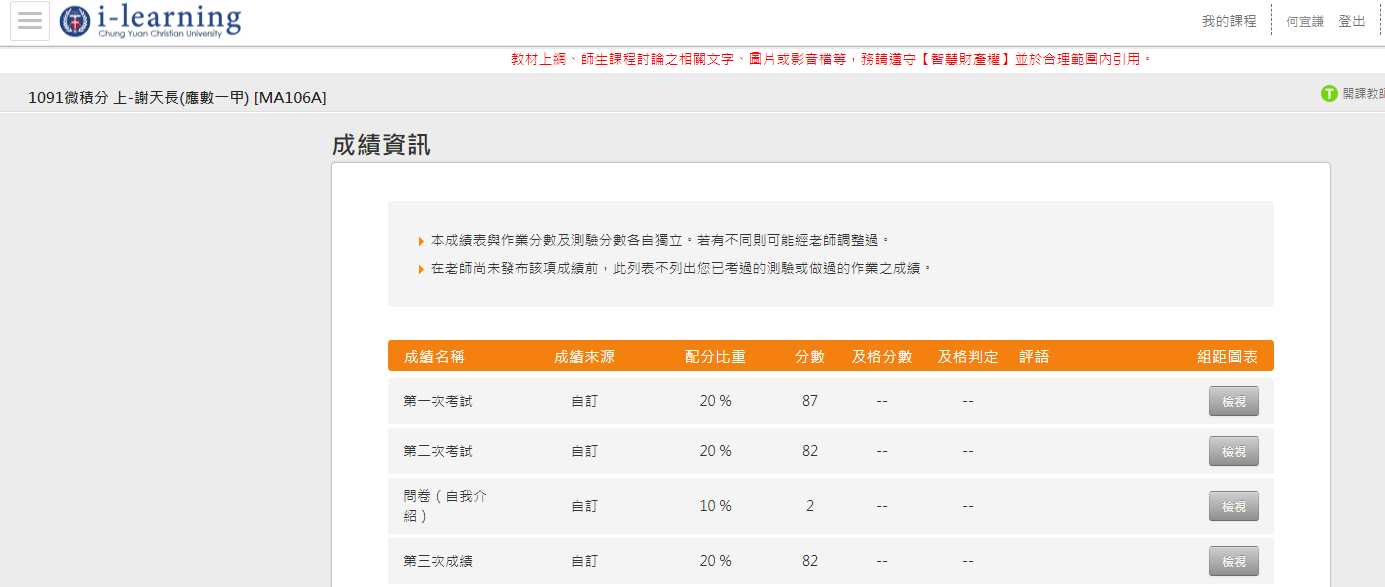 i-learning
Chung Yuan Christian University
我的課程 何宜謙 登出
教材上網、師生課程討論之相關文字、圖片或影音檔等，務請遵守【智慧財產權】並於合理範圍內引用。
1091微積分 上-謝天長(應數一甲) [MA106A]
T 開課教師
成績資訊
本成績表與作業分數及測驗分數各自獨立。若有不同則可能經老師調整過。
在老師尚未發布該項成績前，此列表不列出您已考過的測驗或做過的作業之成績。
成績名稱 成績來源 配分比重 分數 及格分數 及格判定 評語 組距圖表
第一次考試 自訂 20 % 87 -- -- 檢視
第二次考試 自訂 20 % 82 -- -- 檢視
問卷（自我介
紹） 自訂 10 % 2 -- -- 檢視
第三次成績 自訂 20 % 82 -- -- 檢視